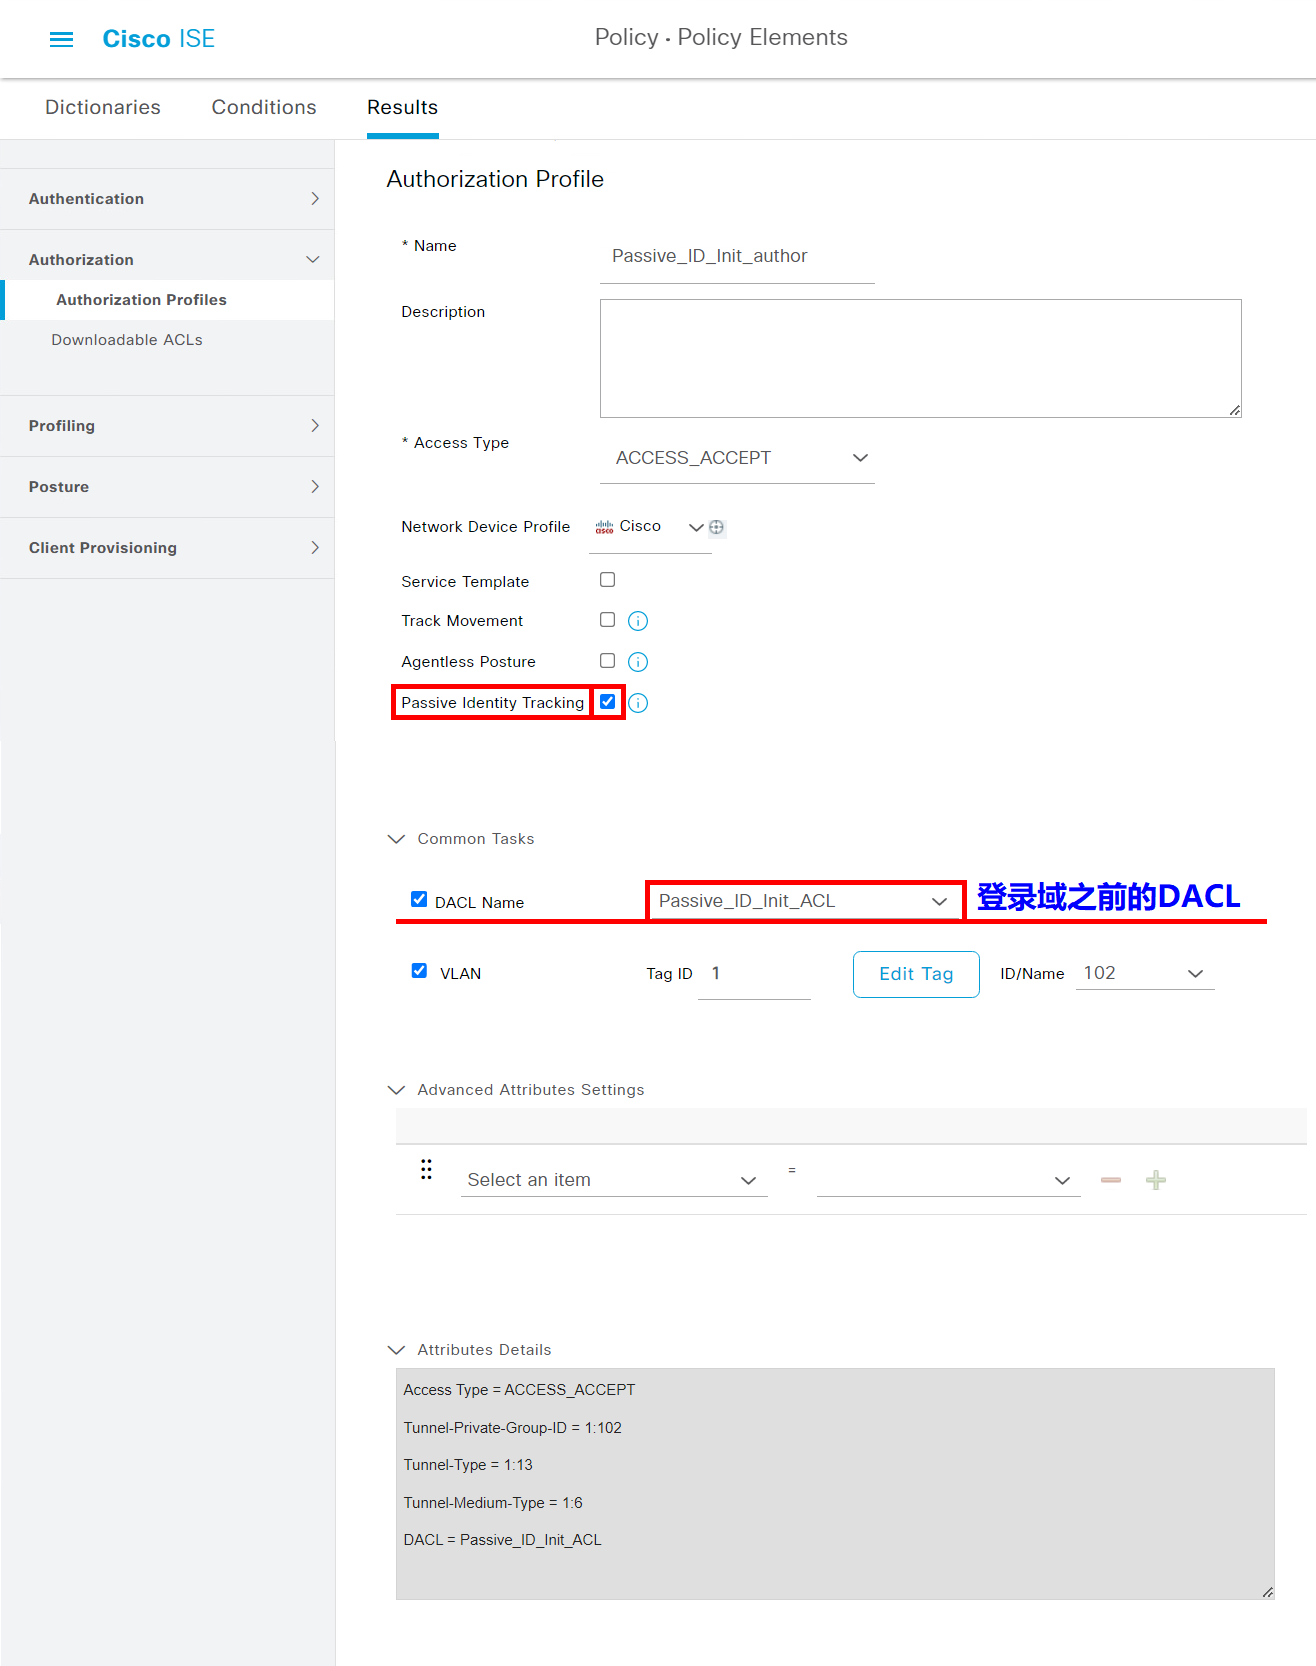 Cisco ISE
Policy · Policy Elements
Dictionaries
Conditions
Results
Authentication
Authorization
Authorization Profiles
Downloadable ACLs
Profiling
Posture
Client Provisioning
Authorization Profile
* Name
Passive_ID_Init_author
Description
* Access Type
ACCESS_ACCEPT
Network Device Profile
CISCO
Cisco
Service Template
Track Movement
Agentless Posture
Passive Identity Tracking
Common Tasks
DACL Name
Passive_ID_Init_ACL
登录域之前的DACL
VLAN
Tag ID 1
Edit Tag
ID/Name 102
Advanced Attributes Settings
Select an item
=
Attributes Details
Access Type = ACCESS_ACCEPT
Tunnel-Private-Group-ID = 1:102
Tunnel-Type = 1:13
Tunnel-Medium-Type = 1:6
DACL = Passive_ID_Init_ACL